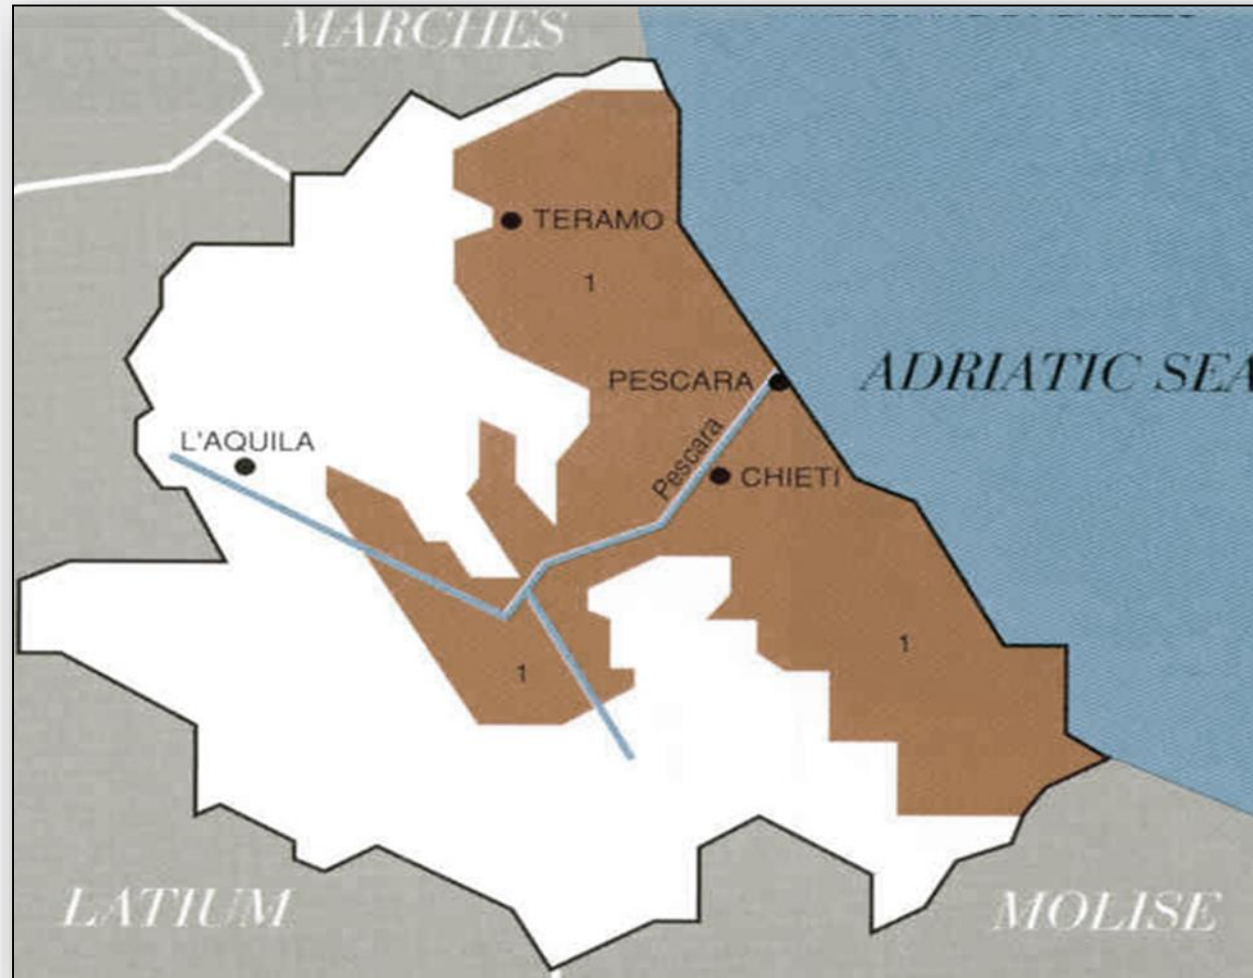 MARCHES
TERAMO
1
PESCARA
ADRIATIC SEA
Pescara
L'AQUILA
CHIETI
1
1
LATIUM
MOLISE